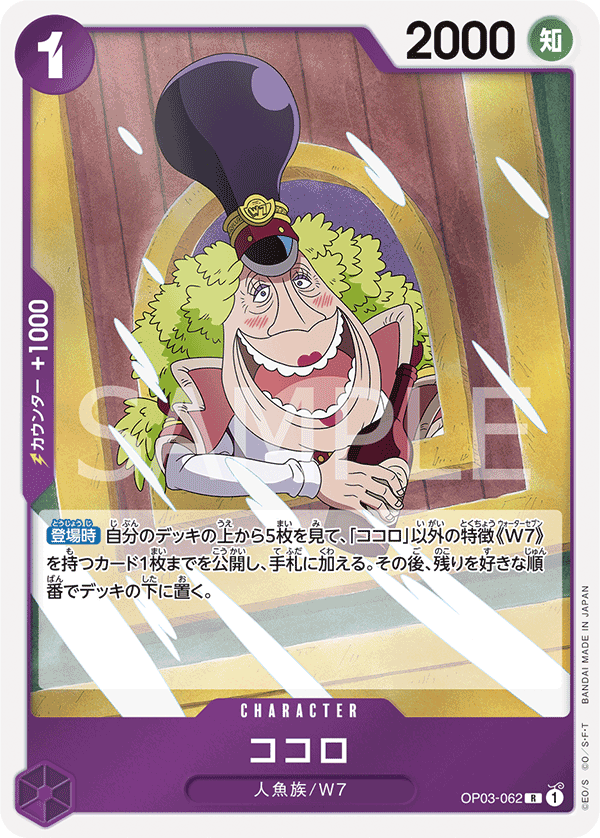 1
2000 知
カウンター +1000
W7
SAMPLE
登場時 自分のデッキの上から5枚を見て、「ココロ」以外の特徴《W7》
を持つカード1枚までを公開し、手札に加える。その後、残りを好きな順
番でデッキの下に置く。
CHARACTER
ココロ
人魚族/W7
OP03-062 R 1
©E.O/S ©O/S・F・T BANDAI MADE IN JAPAN